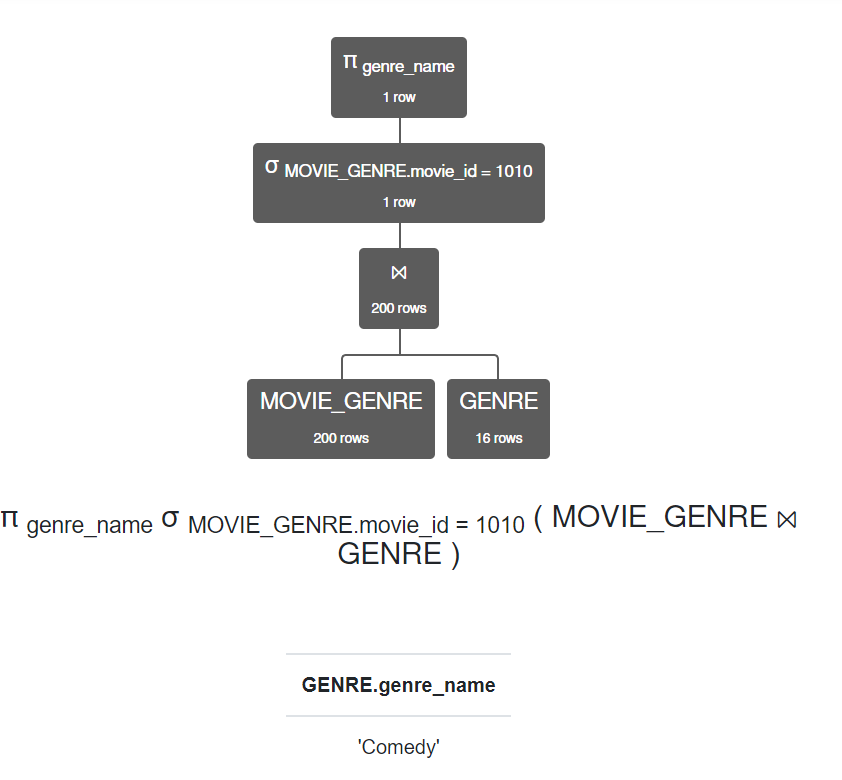 π genre_name
1 row
σ MOVIE_GENRE.movie_id = 1010
1 row
⋈
200 rows
MOVIE_GENRE
200 rows
GENRE
16 rows
π genre_name σ MOVIE_GENRE.movie_id = 1010 ( MOVIE_GENRE ⋈
GENRE )
GENRE.genre_name
'Comedy'